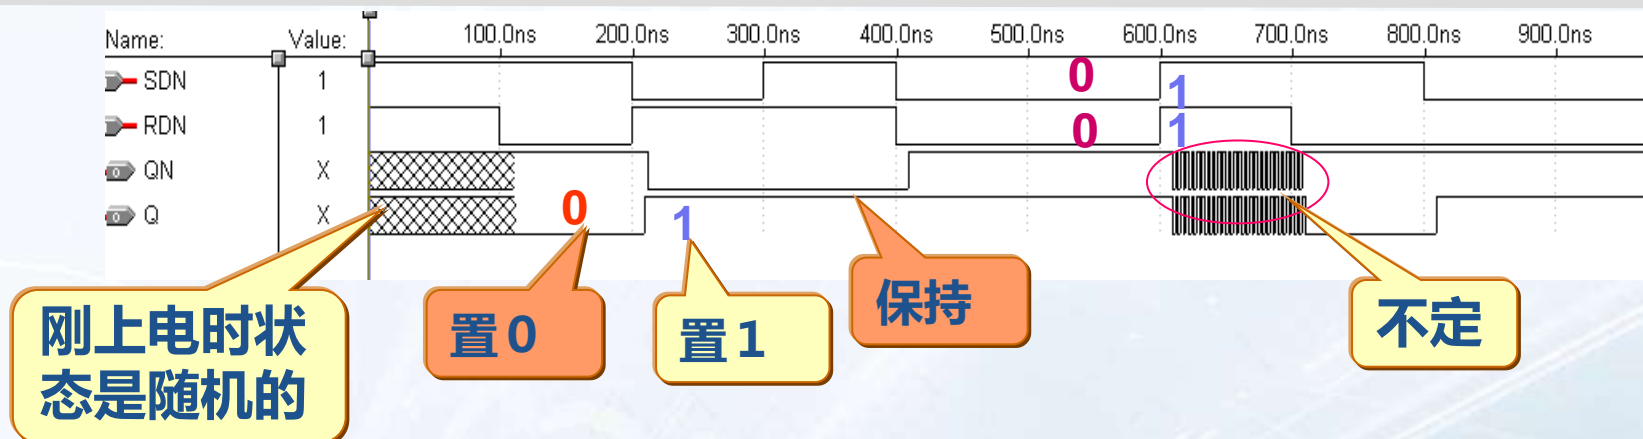 Name: Value: 100.0ns 200.0ns 300.0ns 400.0ns 500.0ns 600.0ns 700.0ns 800.0ns 900.0ns
SDN 1 0 1
RDN 1 0 1
QN X
Q X 0 1
刚上电时状
态是随机的
置0
置1
保持
不定